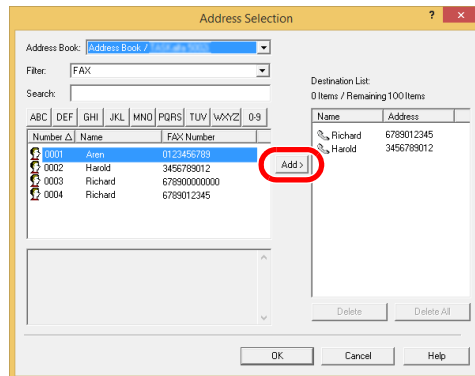 Address Selection
? ×
Address Book: Address Book /
Filter: FAX
Search:
ABC DEF GHI JKL MNO PQRS TUV WXYZ 0-9
Number Δ Name FAX Number
0001 Aren 0123456789
0002 Harold 3456789012
0003 Richard 678900000000
0004 Richard 6789012345
Add >
Destination List:
0 Items / Remaining 100 Items
Name Address
Richard 6789012345
Harold 3456789012
Delete Delete All
OK Cancel Help